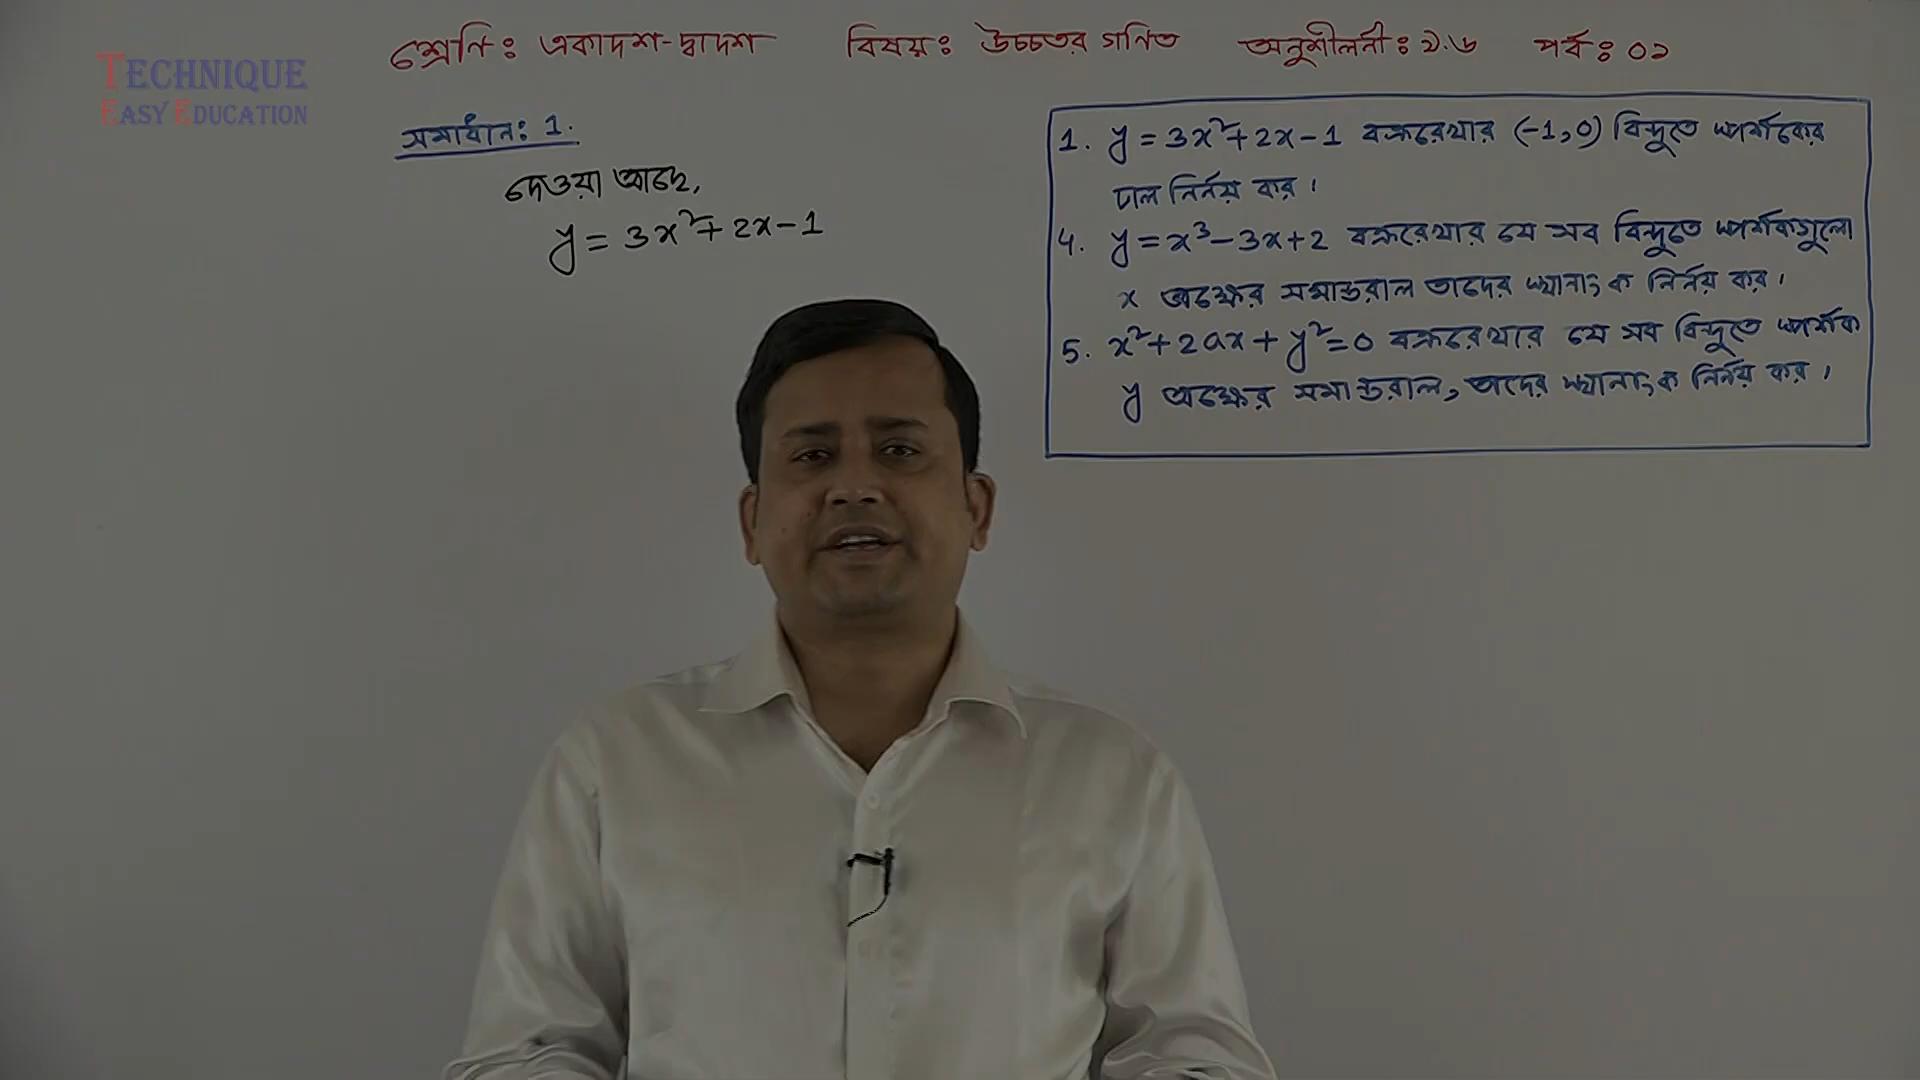 TECHNIQUE
EASY EDUCATION
শ্রেণি: একাদশ-দ্বাদশ বিষয়: উচ্চতর গণিত অনুশীলনী: ৯.৬ পর্ব: ০১
সমাধান: 1.
দেওয়া আছে,
y = 3x²+2x-1
1. y = 3x²+2x-1 বক্ররেখার (-1,0) বিন্দুতে স্পর্শকের
ঢাল নির্নয় কর।
4. y = x³-3x+2 বক্ররেখার যে সব বিন্দুতে স্পর্শকগুলো
x অক্ষের সমান্তরাল তাদের স্থানাংক নির্নয় কর।
5. x²+2ax+y²=0 বক্ররেখার যে সব বিন্দুতে স্পর্শক
y অক্ষের সমান্তরাল, তাদের স্থানাংক নির্নয় কর।